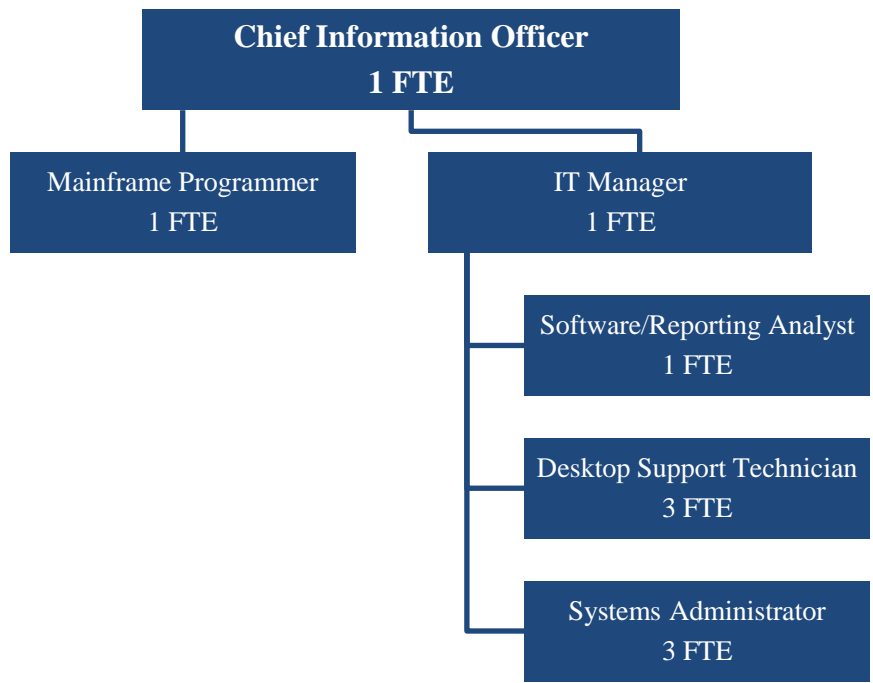 Chief Information Officer
1 FTE
Mainframe Programmer
1 FTE
IT Manager
1 FTE
Software/Reporting Analyst
1 FTE
Desktop Support Technician
3 FTE
Systems Administrator
3 FTE